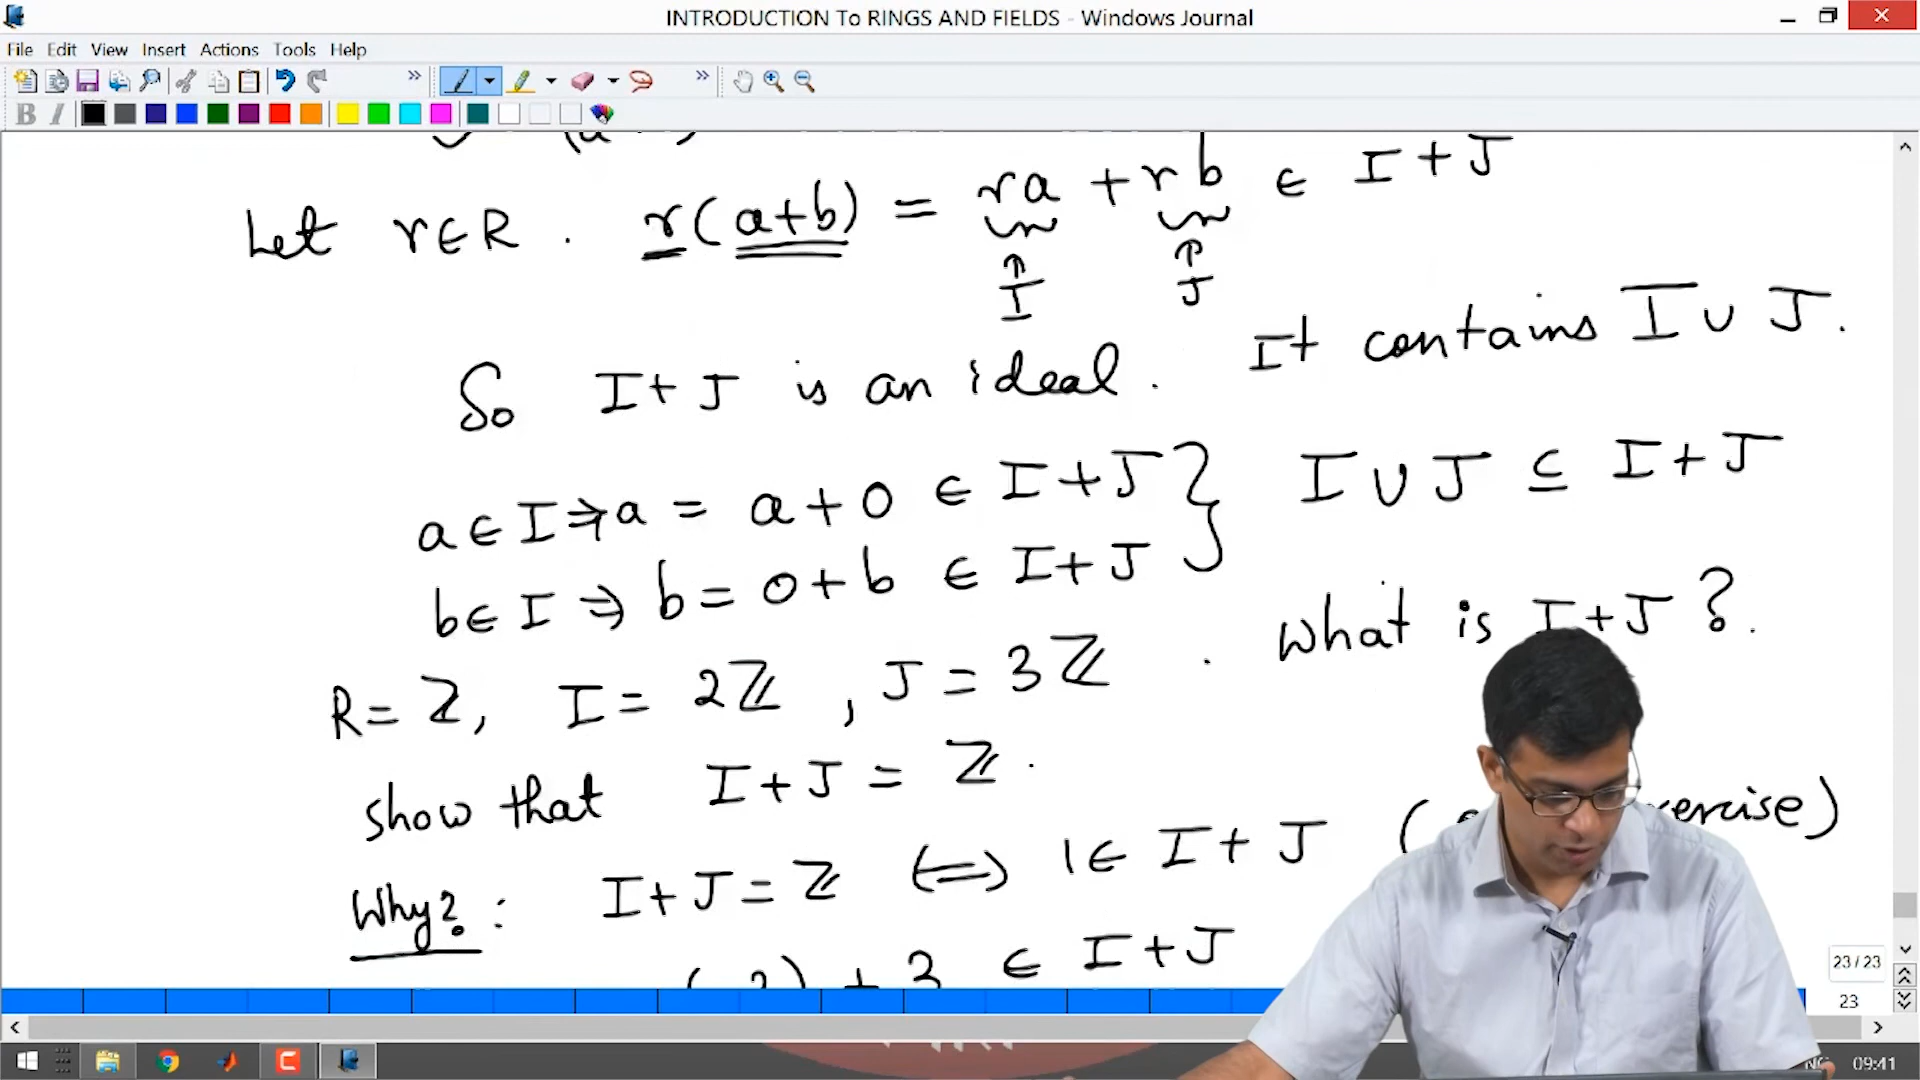 INTRODUCTION To RINGS AND FIELDS - Windows Journal
File Edit View Insert Actions Tools Help
B I
Let r∈R . r(a+b) = ra + rb ∈ I+J
↑ ↑
I J
So I+J is an ideal. It contains I∪J.
a∈I⇒a = a+0 ∈ I+J } I∪J ⊆ I+J
b∈I ⇒ b = 0+b ∈ I+J
R=ℤ, I= 2ℤ , J = 3ℤ . What is I+J?
show that I+J = ℤ.
Why?: I+J = ℤ ⟺ 1∈ I+J
+ 3 ∈ I+J
23 / 23
23
09:41